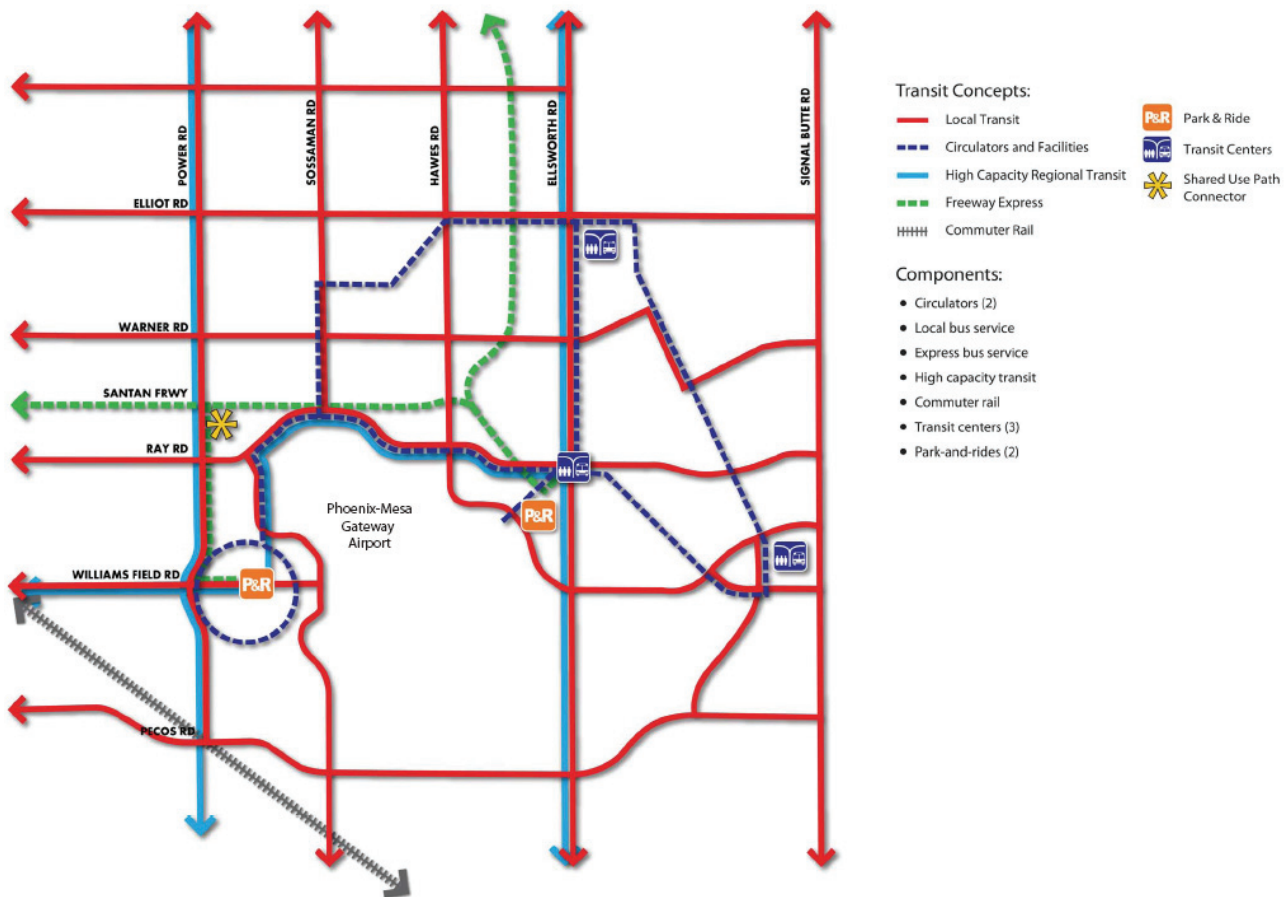 POWER RD
SOSSAMAN RD
HAWES RD
ELLSWORTH RD
SIGNAL BUTTE RD
ELLIOT RD
WARNER RD
SANTAN FRWY
RAY RD
WILLIAMS FIELD RD
PECOS RD
Phoenix-Mesa
Gateway
Airport
P&R
P&R
Transit Concepts:
Local Transit
Circulators and Facilities
High Capacity Regional Transit
Freeway Express
Commuter Rail
P&R Park & Ride
Transit Centers
Shared Use Path
Connector
Components:
• Circulators (2)
• Local bus service
• Express bus service
• High capacity transit
• Commuter rail
• Transit centers (3)
• Park-and-rides (2)